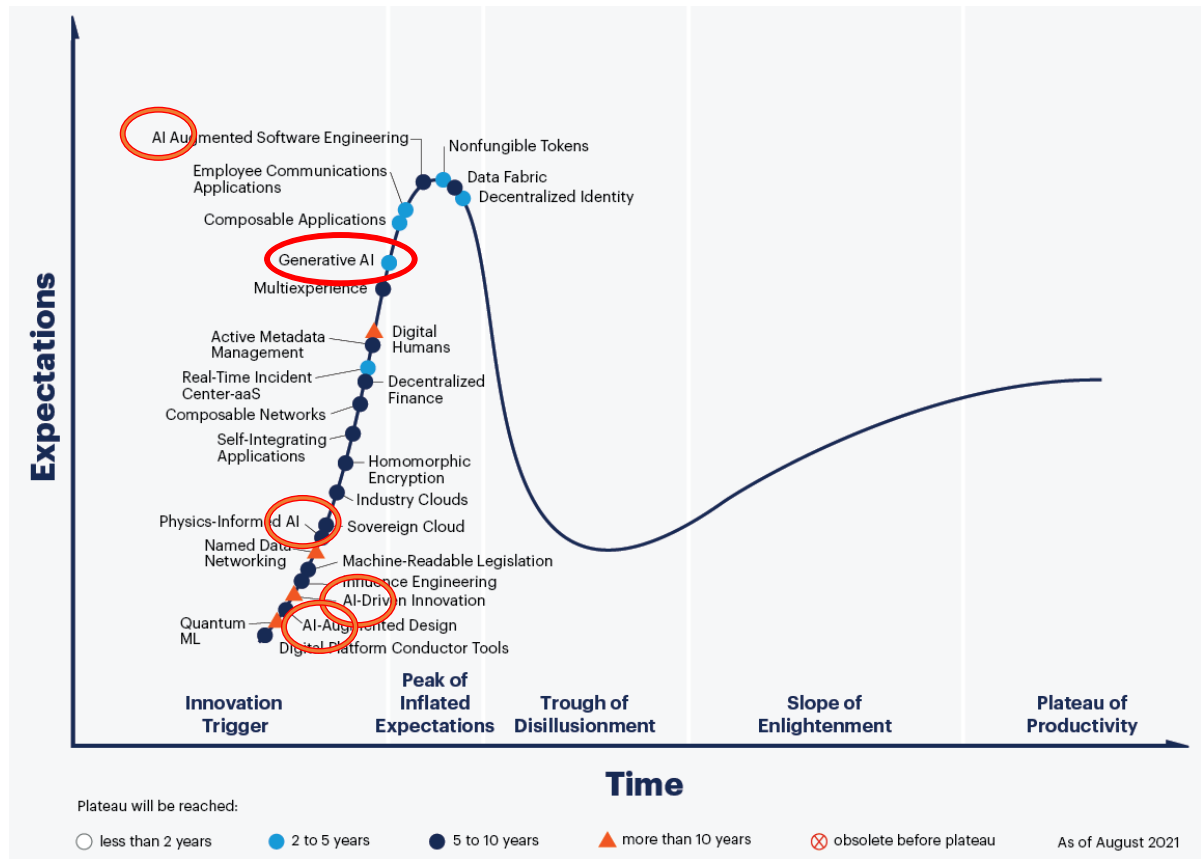 AI Augmented Software Engineering
Nonfungible Tokens
Employee Communications
Applications
Data Fabric
Decentralized Identity
Composable Applications
Generative AI
Multiexperience
Active Metadata
Management
Digital
Humans
Real-Time Incident
Center-aaS
Decentralized
Finance
Composable Networks
Self-Integrating
Applications
Homomorphic
Encryption
Industry Clouds
Physics-Informed AI
Sovereign Cloud
Named Data
Networking
Machine-Readable Legislation
Influence Engineering
AI-Driven Innovation
Quantum
ML
AI-Augmented Design
Digital Platform Conductor Tools
Expectations
Innovation
Trigger
Peak of
Inflated
Expectations
Trough of
Disillusionment
Slope of
Enlightenment
Plateau of
Productivity
Time
Plateau will be reached:
less than 2 years
2 to 5 years
5 to 10 years
more than 10 years
obsolete before plateau
As of August 2021